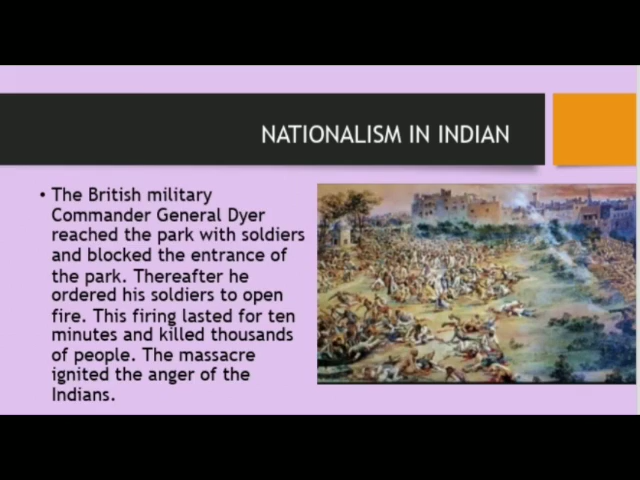 NATIONALISM IN INDIAN
• The British military
Commander General Dyer
reached the park with soldiers
and blocked the entrance of
the park. Thereafter he
ordered his soldiers to open
fire. This firing lasted for ten
minutes and killed thousands
of people. The massacre
ignited the anger of the
Indians.